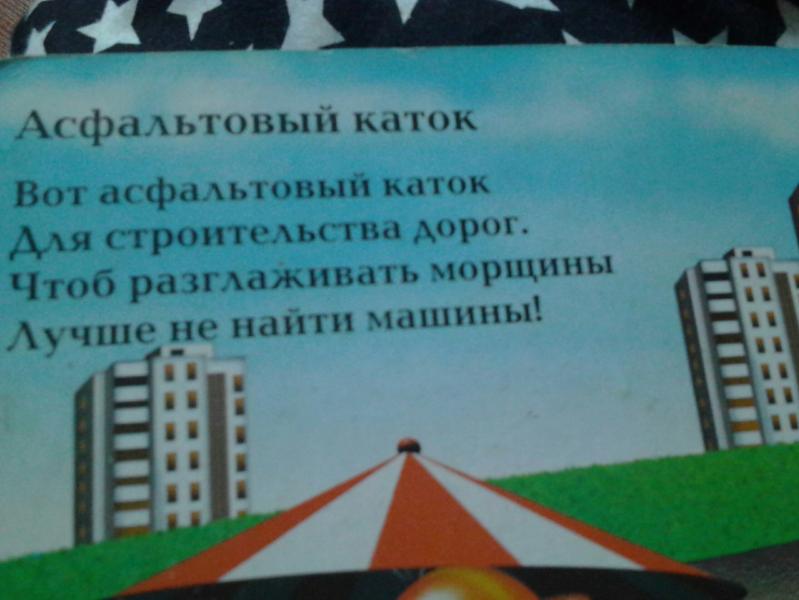 Асфальтовый каток
Вот асфальтовый каток
Для строительства дорог.
Чтоб разглаживать морщины
Лучше не найти машины!